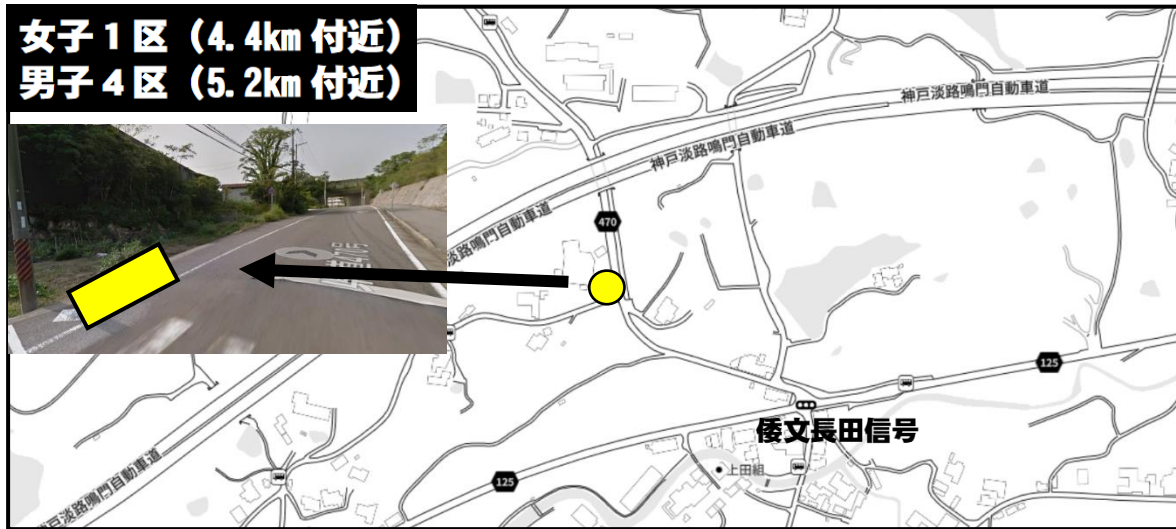 女子１区（4.4km 付近）
男子４区（5.2km 付近）
神戸淡路鳴門自動車道
神戸淡路鳴門自動車道
淡路鳴門自動車道
470
125
倭文長田信号
上田組
125
神戸淡路鳴門自動車道